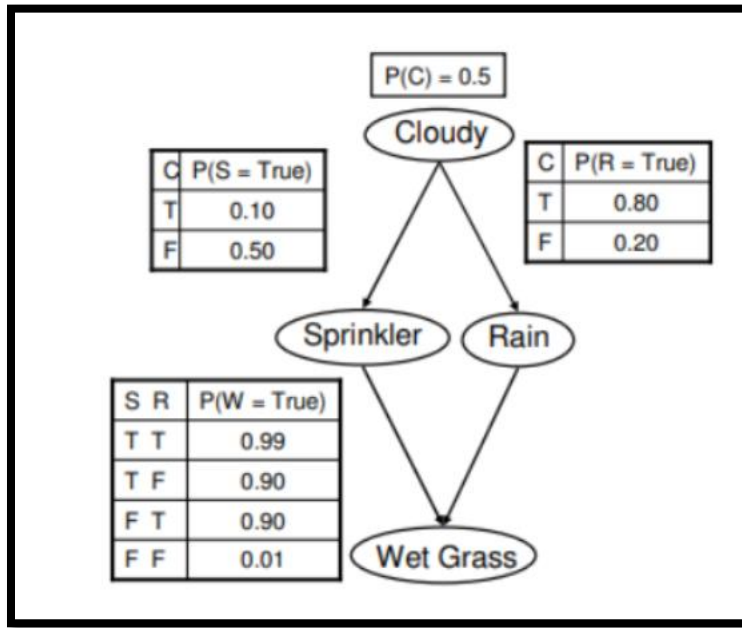 P(C) = 0.5
Cloudy
C P(S = True)
T 0.10
F 0.50
C P(R = True)
T 0.80
F 0.20
Sprinkler
Rain
S R P(W = True)
T T 0.99
T F 0.90
F T 0.90
F F 0.01
Wet Grass